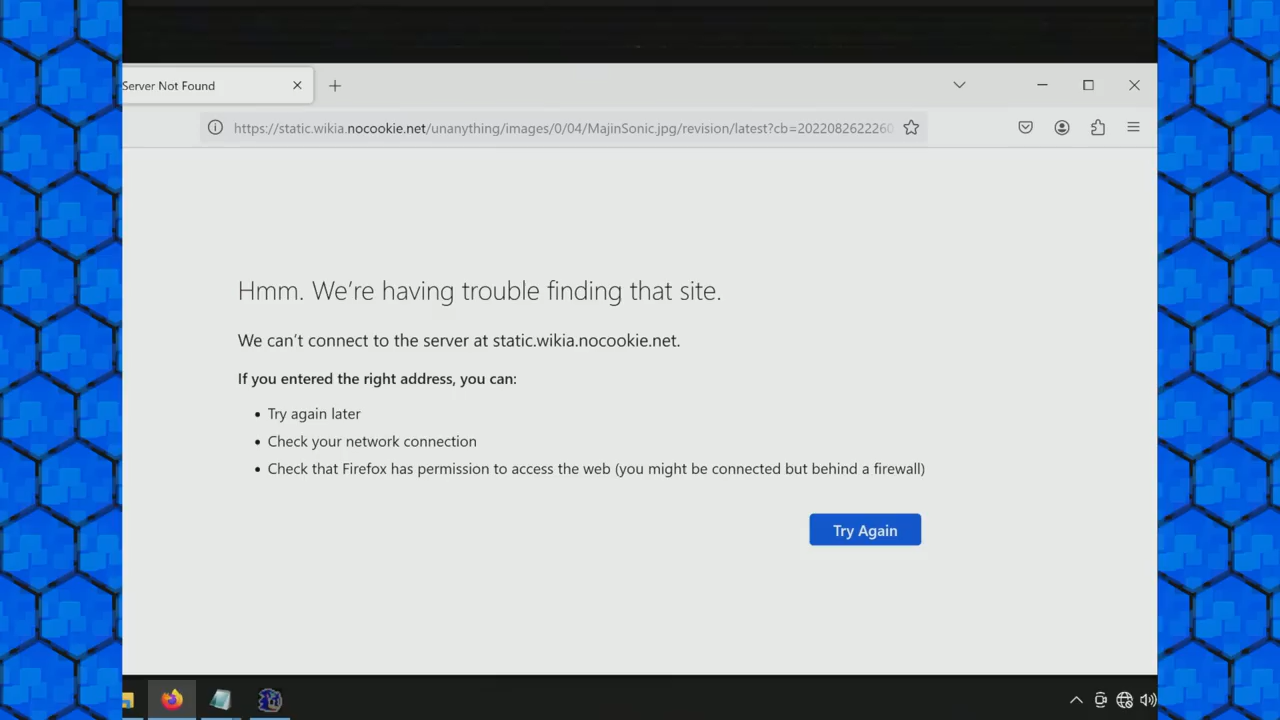 Server Not Found
https://static.wikia.nocookie.net/unanything/images/0/04/MajinSonic.jpg/revision/latest?cb=20220826222260
Hmm. We're having trouble finding that site.
We can't connect to the server at static.wikia.nocookie.net.
If you entered the right address, you can:
• Try again later
• Check your network connection
• Check that Firefox has permission to access the web (you might be connected but behind a firewall)
Try Again